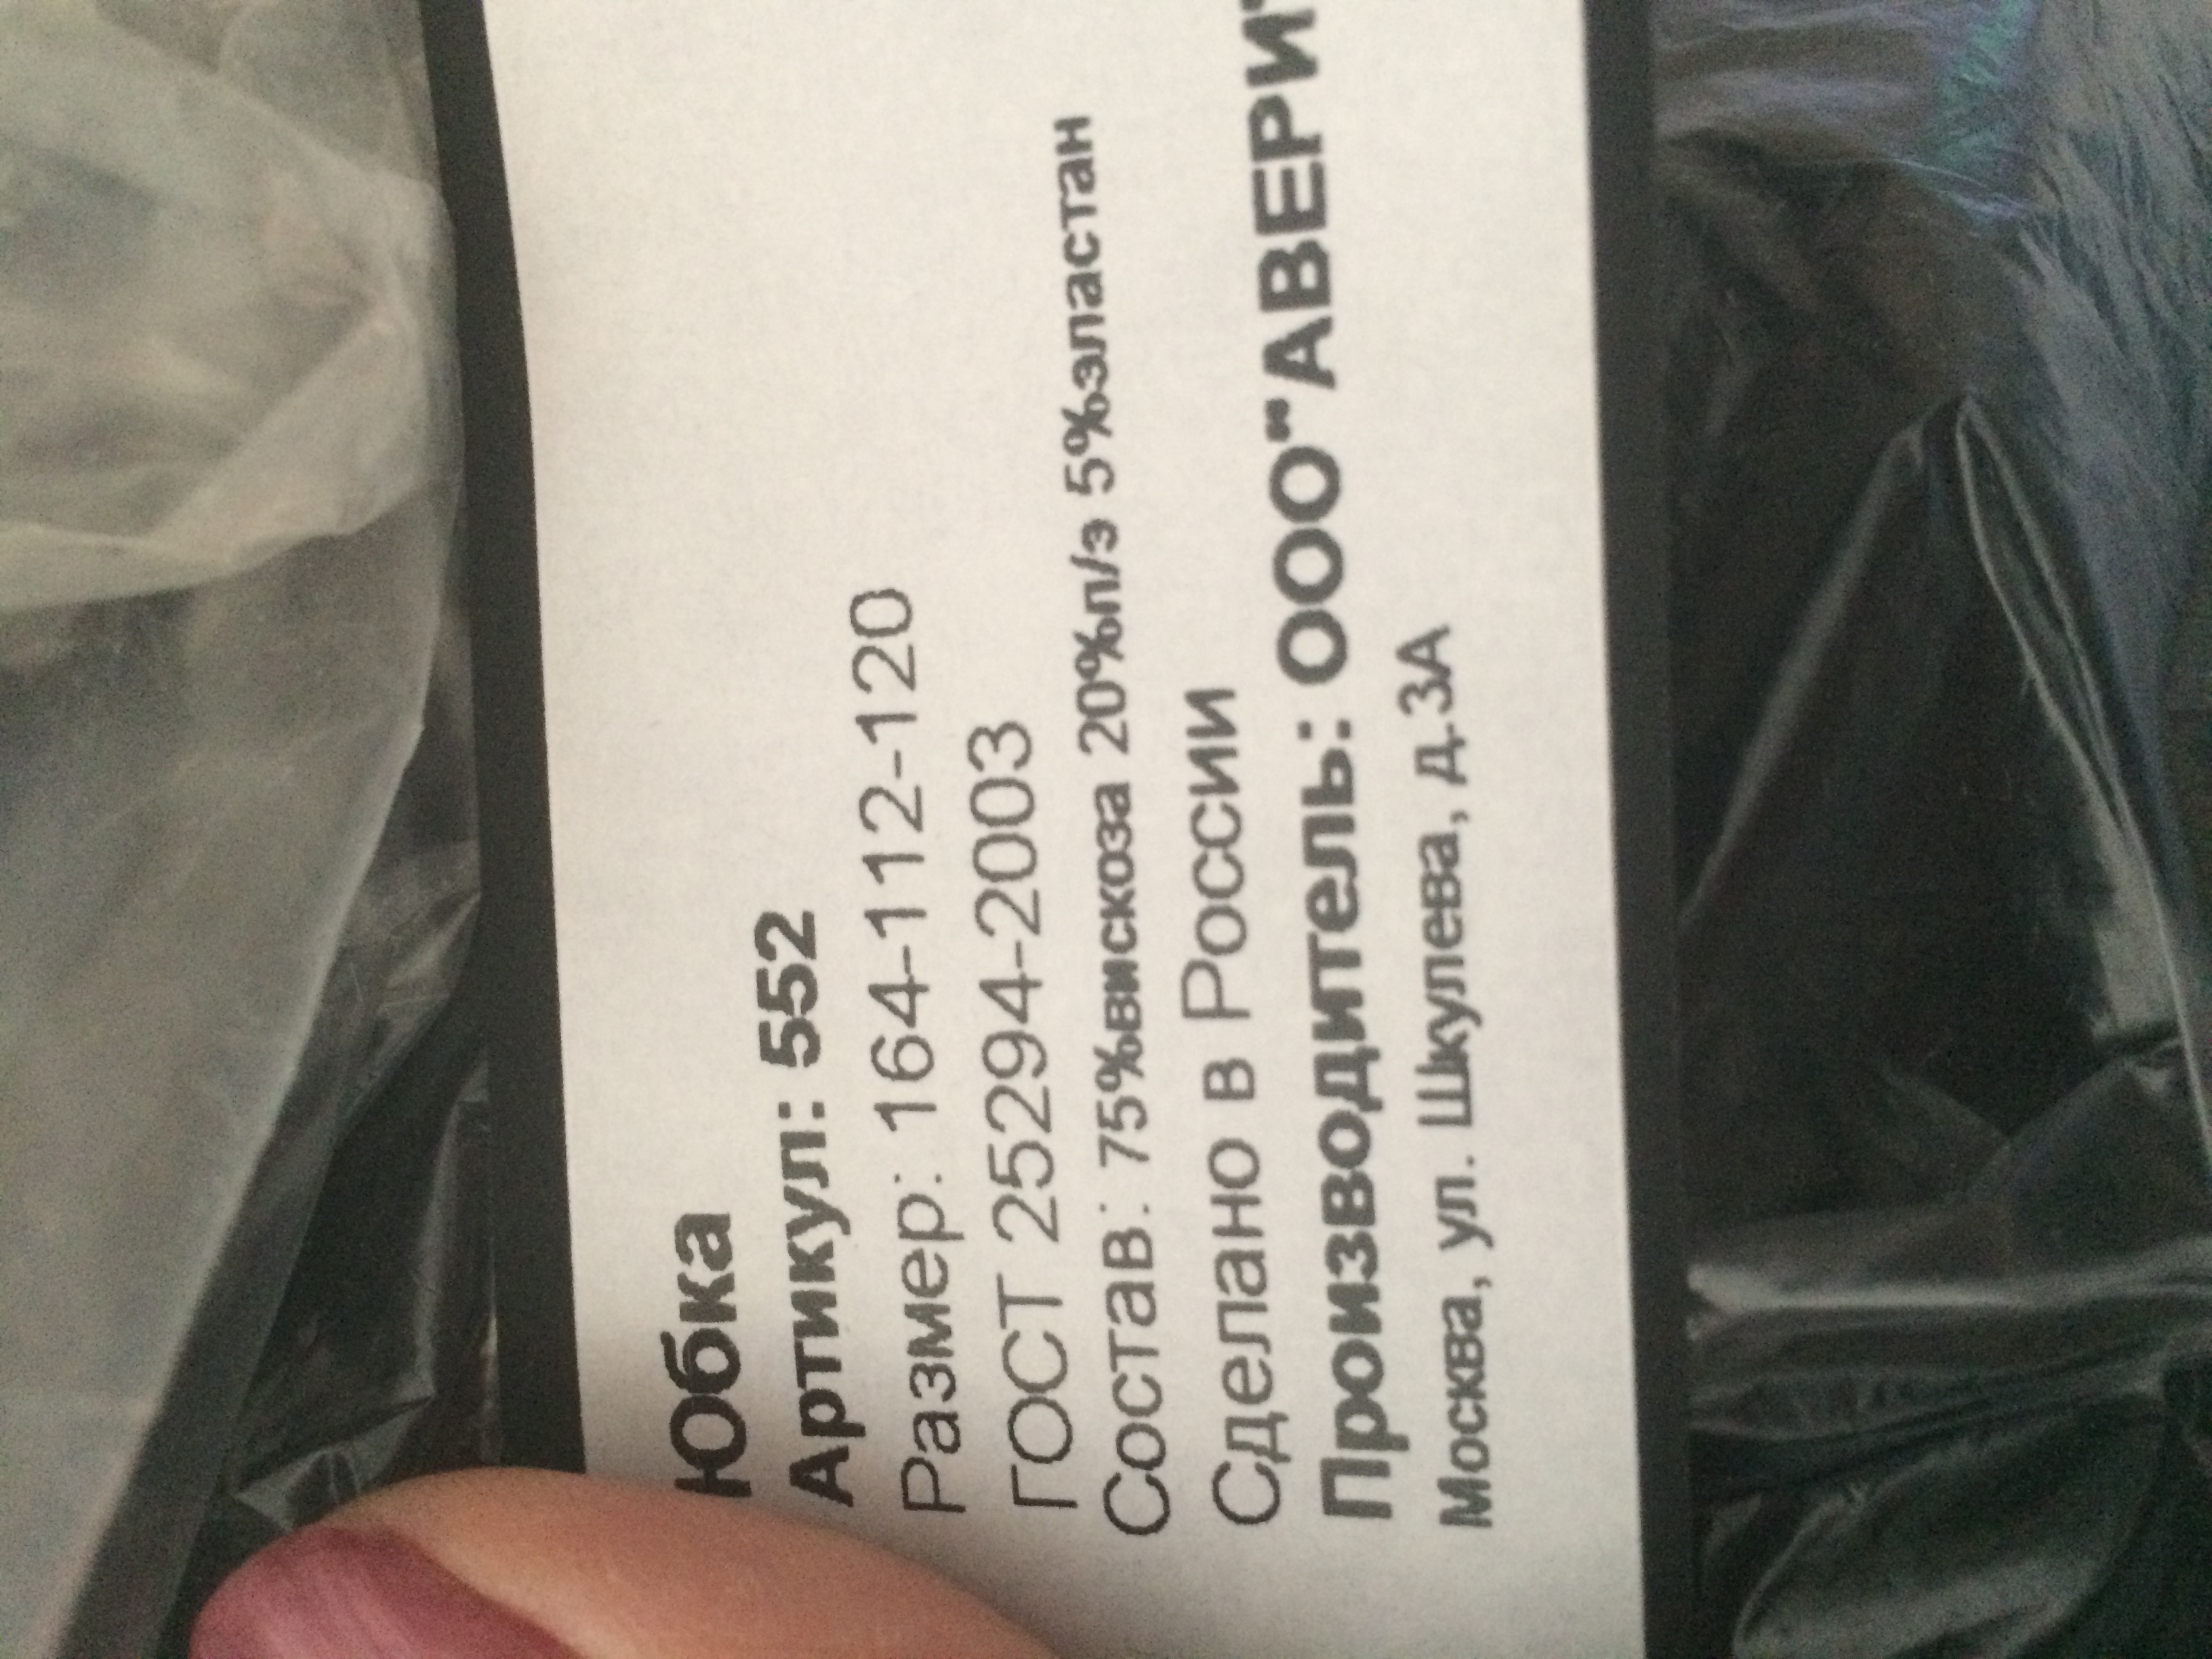 Юбка
Артикул: 552
Размер: 164-112-120
ГОСТ 25294-2003
Состав: 75%вискоза 20%п/э 5%эластан
Сделано в России
Производитель: ООО"АВЕРИ
Москва, ул. Шкулева, д.3А